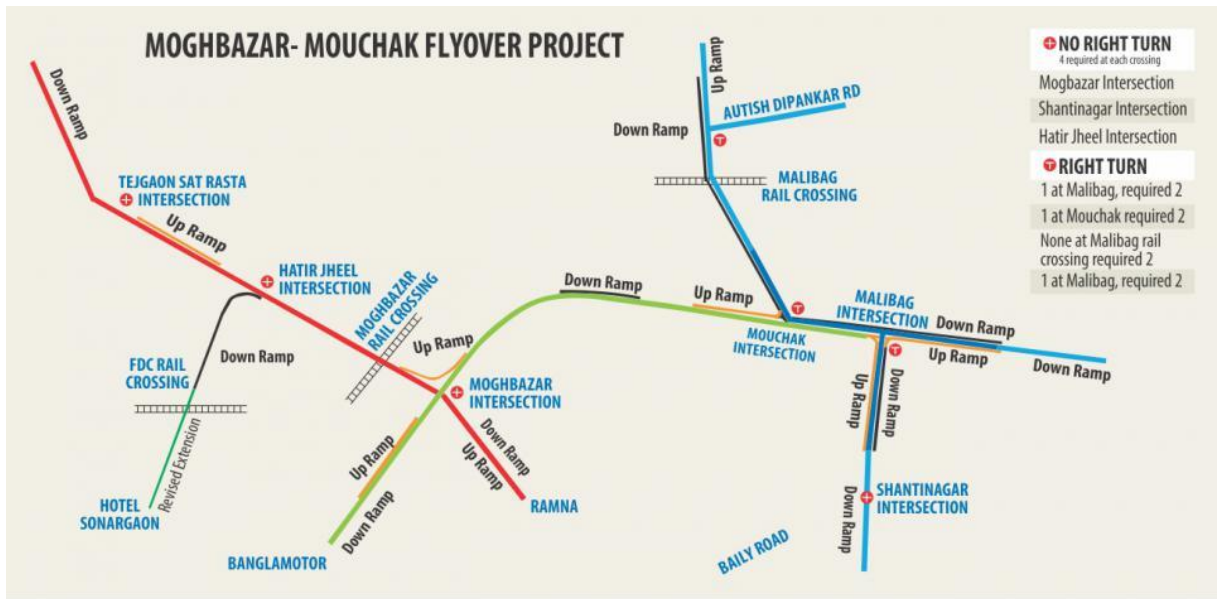 MOGHBAZAR- MOUCHAK FLYOVER PROJECT
Down Ramp
TEJGAON SAT RASTA
INTERSECTION
Up Ramp
HATIR JHEEL
INTERSECTION
MOGHBAZAR
RAIL CROSSING
FDC RAIL
CROSSING
Down Ramp
Revised Extension
HOTEL
SONARGAON
Up Ramp
MOGHBAZAR
INTERSECTION
Down Ramp
Up Ramp
RAMNA
Up Ramp
Down Ramp
BANGLAMOTOR
Down Ramp
Up Ramp
MOUCHAK
INTERSECTION
Up Ramp
Down Ramp
AUTISH DIPANKAR RD
MALIBAG
RAIL CROSSING
MALIBAG
INTERSECTION
Down Ramp
Up Ramp
Down Ramp
Up Ramp
Down Ramp
SHANTINAGAR
INTERSECTION
Down Ramp
BAILY ROAD
NO RIGHT TURN
4 required at each crossing
Mogbazar Intersection
Shantinagar Intersection
Hatir Jheel Intersection
RIGHT TURN
1 at Malibag, required 2
1 at Mouchak required 2
None at Malibag rail
crossing required 2
1 at Malibag, required 2